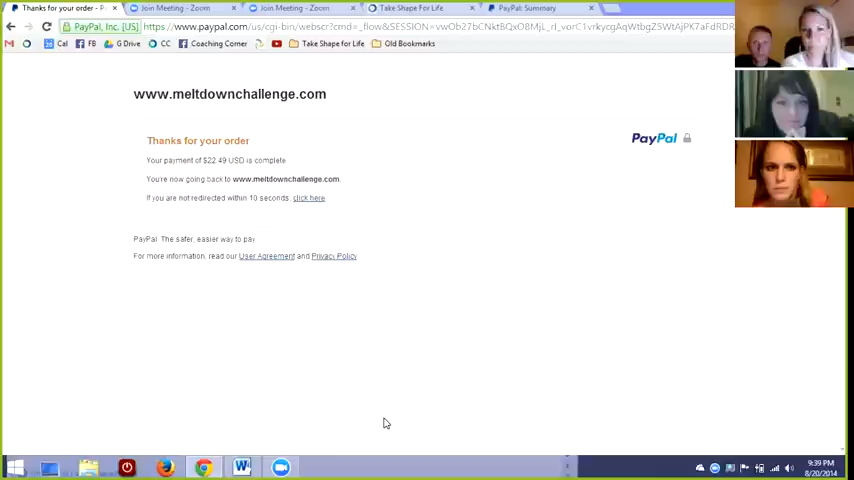 Thanks for your order - P
Join Meeting - Zoom
Join Meeting - Zoom
Take Shape For Life
PayPal: Summary
PayPal, Inc. [US]
Cal
FB
G Drive
CC
Coaching Corner
Take Shape for Life
Old Bookmarks
www.meltdownchallenge.com
Thanks for your order
PayPal
Your payment of $22.49 USD is complete
You're now going back to www.meltdownchallenge.com.
If you are not redirected within 10 seconds, click here
PayPal. The safer, easier way to pay
For more information, read our User Agreement and Privacy Policy.
9:39 PM
8/20/2014